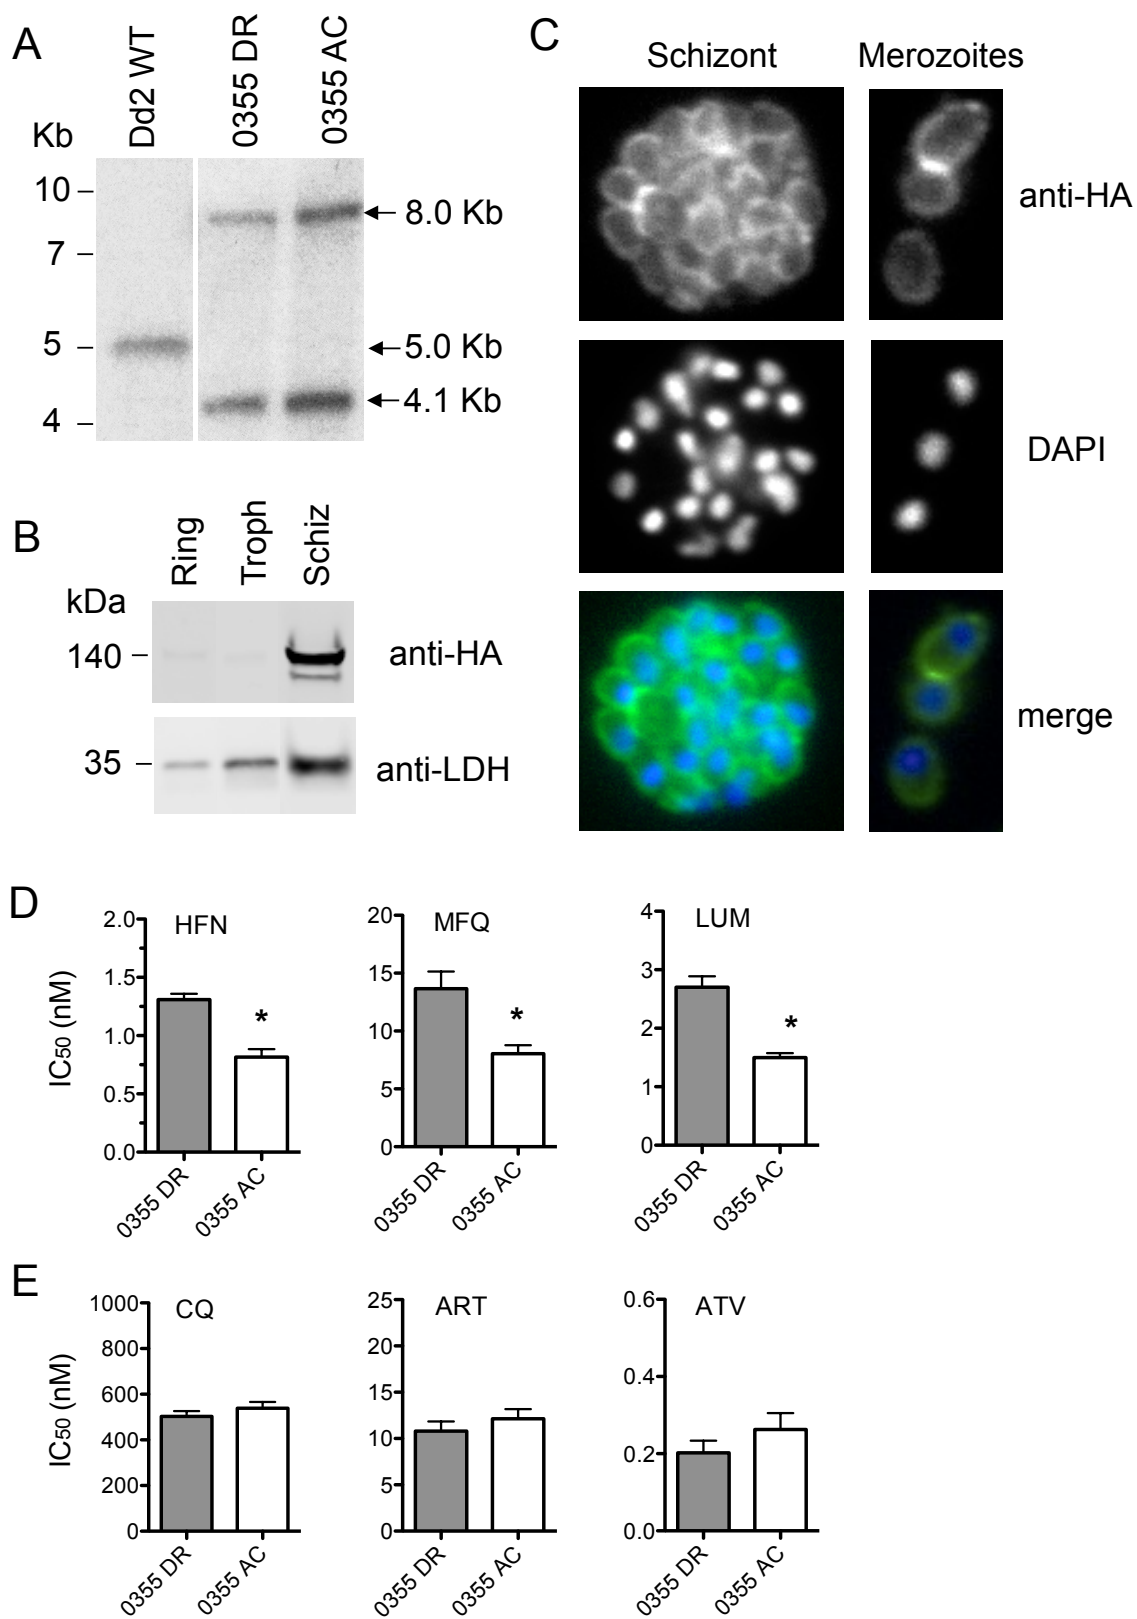 A
Dd2 WT
0355 DR
0355 AC
Kb
10
7
5
4
8.0 Kb
5.0 Kb
4.1 Kb
B
Ring
Troph
Schiz
kDa
140
anti-HA
35
anti-LDH
C
Schizont
Merozoites
anti-HA
DAPI
merge
D
IC50 (nM)
HFN
2.0
1.5
1.0
0.5
0.0
*
0355 DR
0355 AC
MFQ
20
15
10
5
0
*
0355 DR
0355 AC
LUM
4
3
2
1
0
*
0355 DR
0355 AC
E
IC50 (nM)
CQ
1000
800
600
400
200
0
0355 DR
0355 AC
ART
25
20
15
10
5
0
0355 DR
0355 AC
ATV
0.6
0.4
0.2
0.0
0355 DR
0355 AC